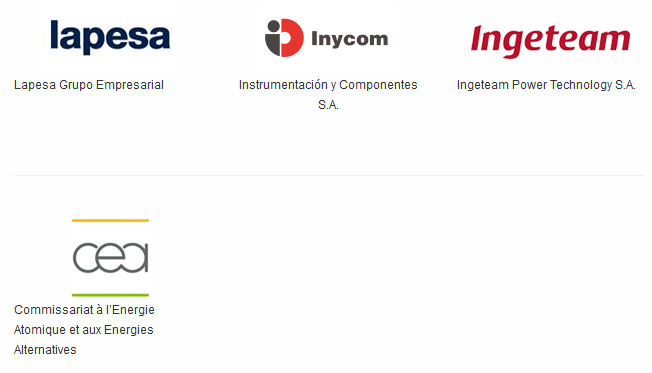 lapesa
Inycom
Ingeteam
Lapesa Grupo Empresarial
Instrumentación y Componentes
S.A.
Ingeteam Power Technology S.A.
cea
Commissariat à l'Energie
Atomique et aux Energies
Alternatives